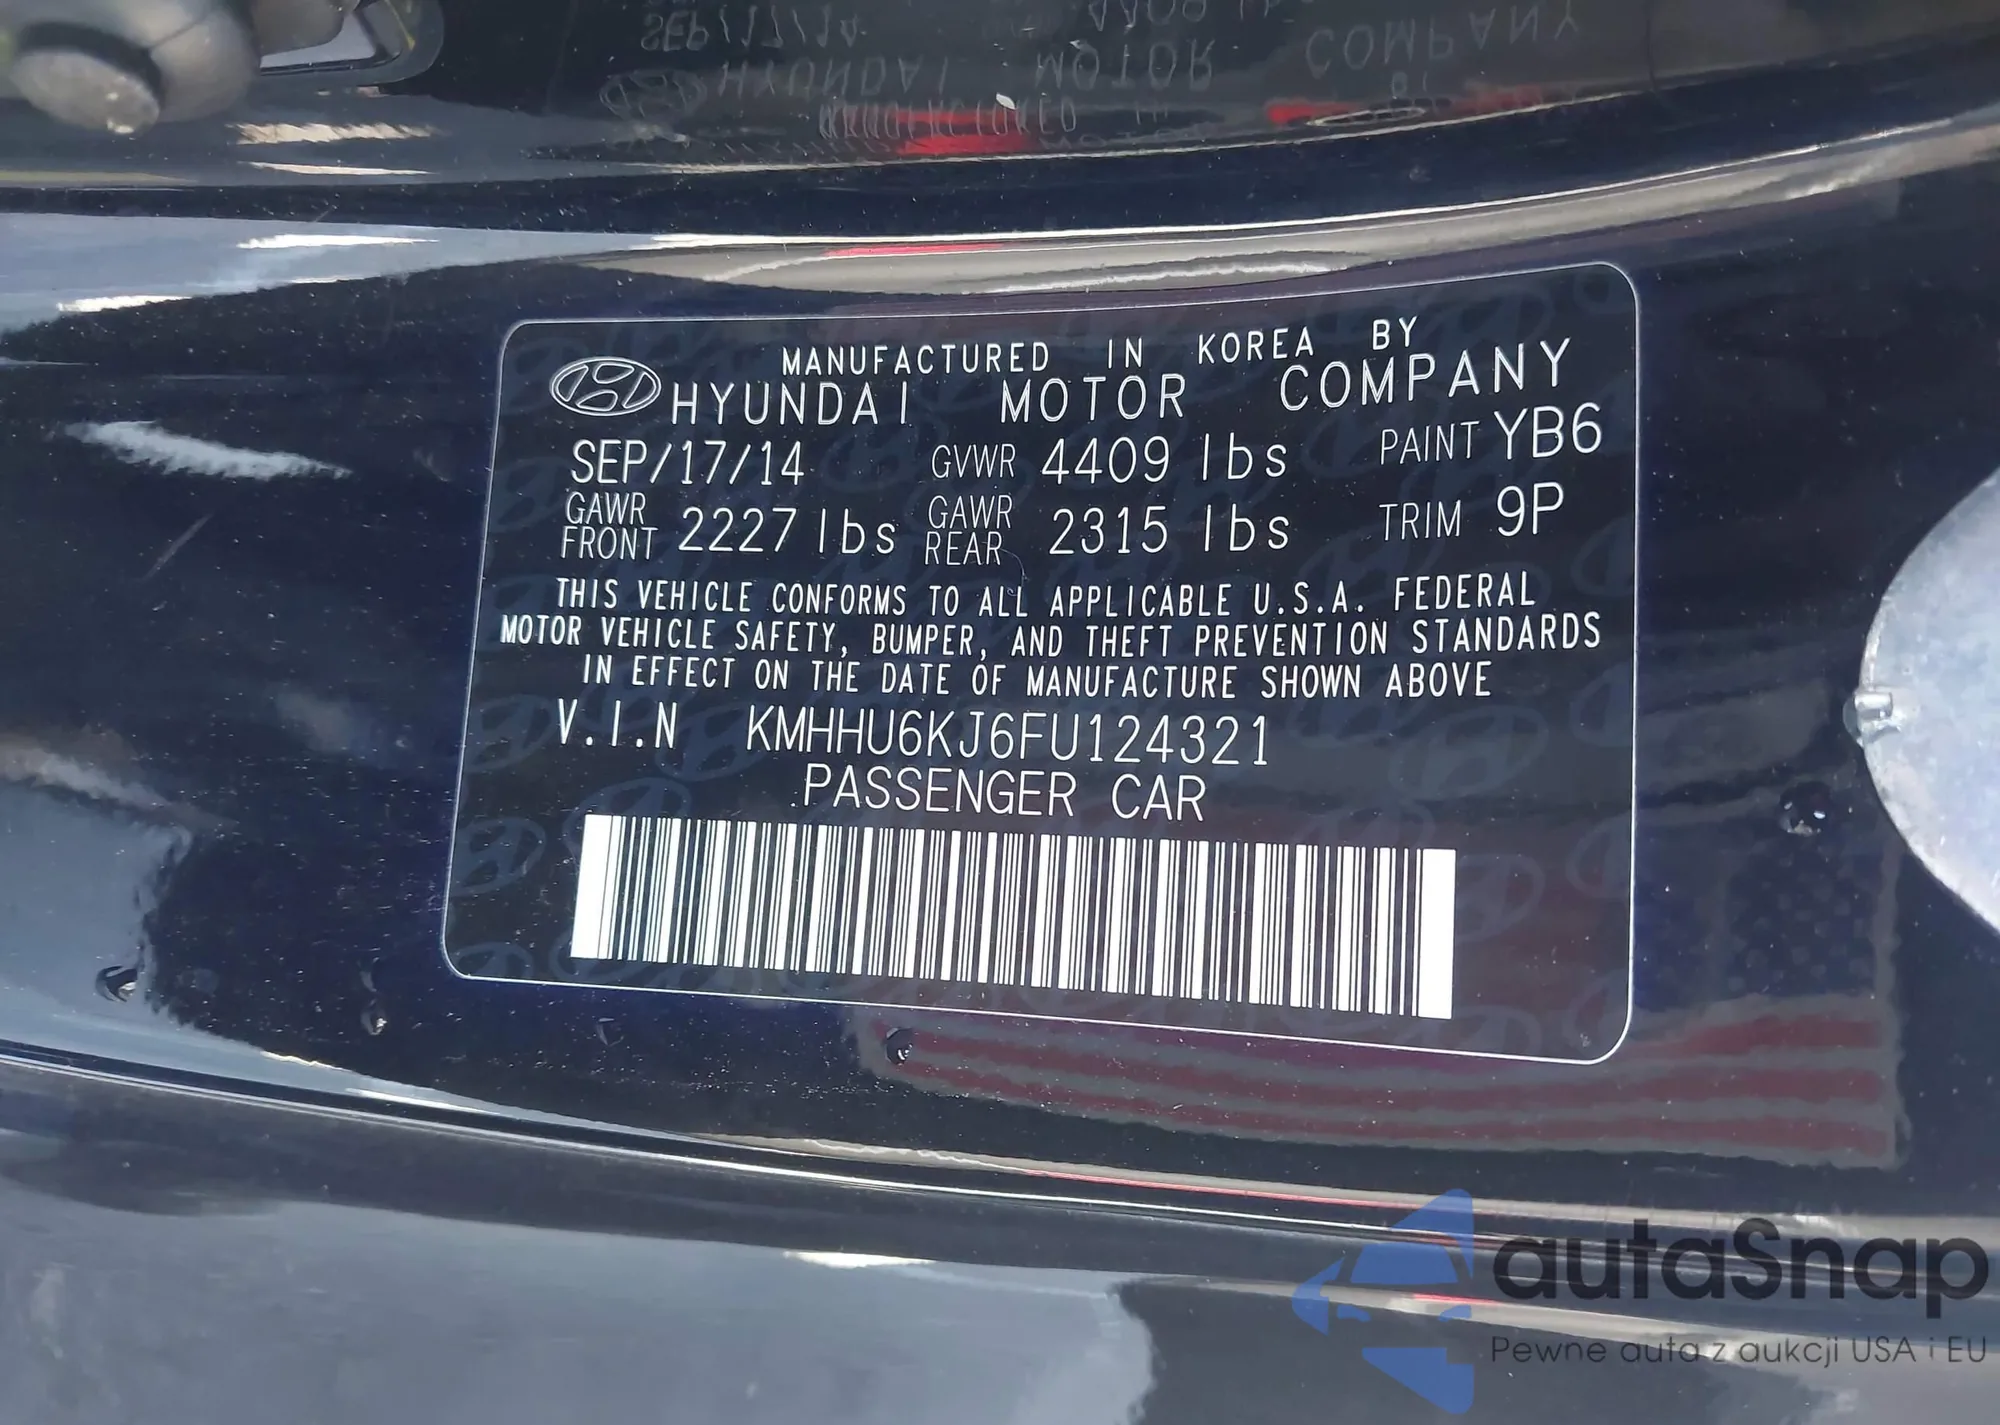 MANUFACTURED IN KOREA BY
HYUNDAI MOTOR COMPANY
SEP/17/14 GVWR 4409 lbs PAINT YB6
GAWR FRONT 2227 lbs GAWR REAR 2315 lbs TRIM 9P
THIS VEHICLE CONFORMS TO ALL APPLICABLE U.S.A. FEDERAL
MOTOR VEHICLE SAFETY, BUMPER, AND THEFT PREVENTION STANDARDS
IN EFFECT ON THE DATE OF MANUFACTURE SHOWN ABOVE
V.I.N KMHHU6KJ6FU124321
PASSENGER CAR
autaSnap
Pewne auta z aukcji USA i EU